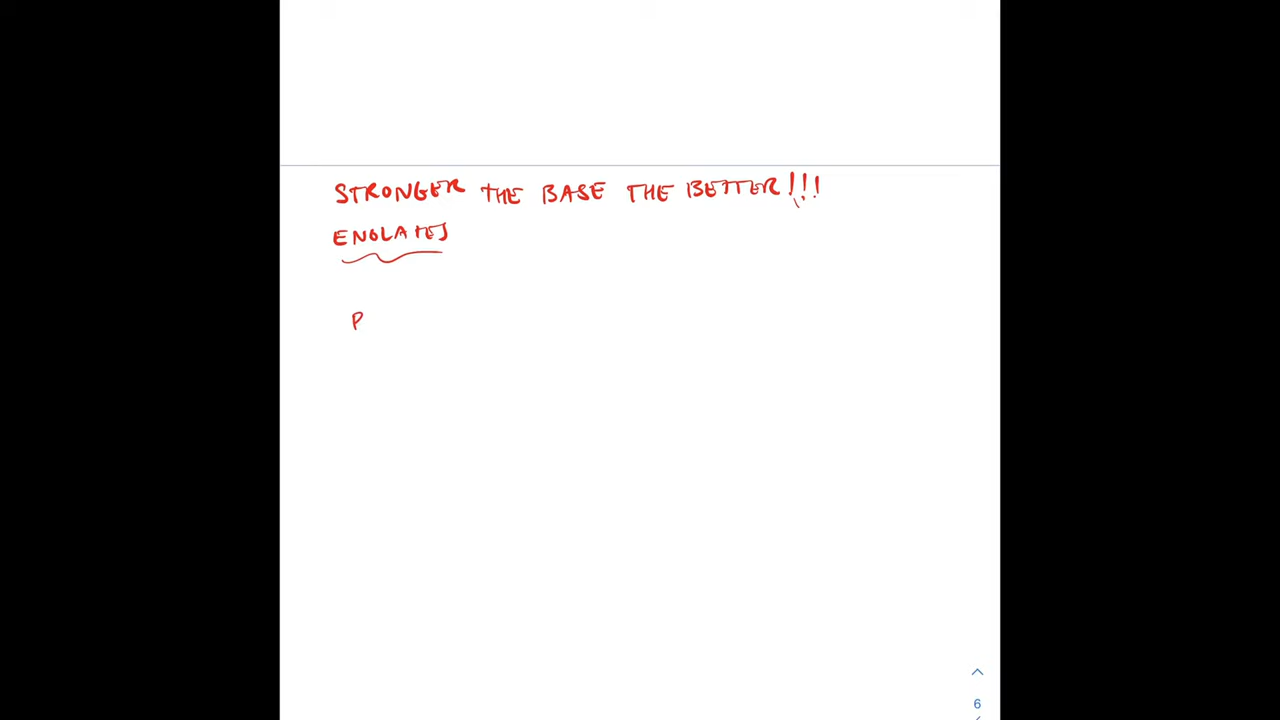 STRONGER THE BASE THE BETTER!!!
ENOLATES
P
6